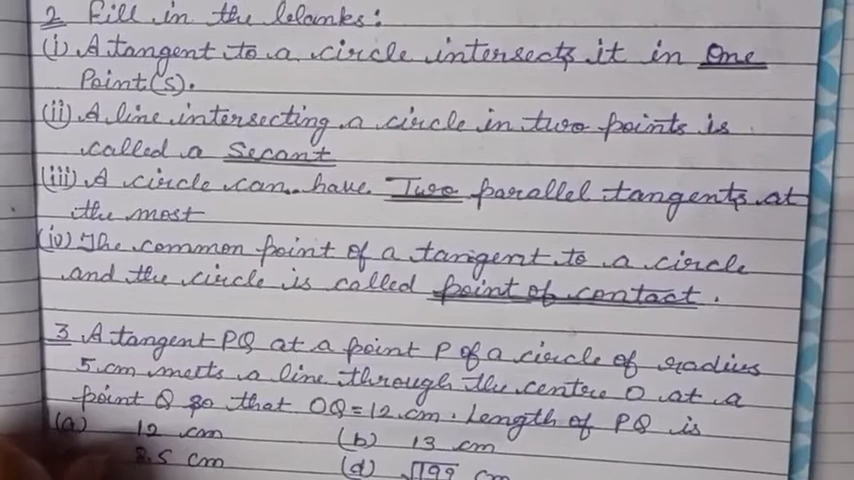 2 Fill in the blanks:
(i) A tangent to a circle intersects it in One
Point(s).
(ii) A line intersecting a circle in two points is
called a Secant
(iii) A circle can have Two parallel tangents at
the most
(iv) The common point of a tangent to a circle
and the circle is called point of contact.
3 A tangent PQ at a point P of a circle of radius
5 cm metts a line through the centre O at a
point Q so that OQ = 12 cm. Length of PQ is
(a) 12 cm (b) 13 cm
8.5 cm (d) √199 cm